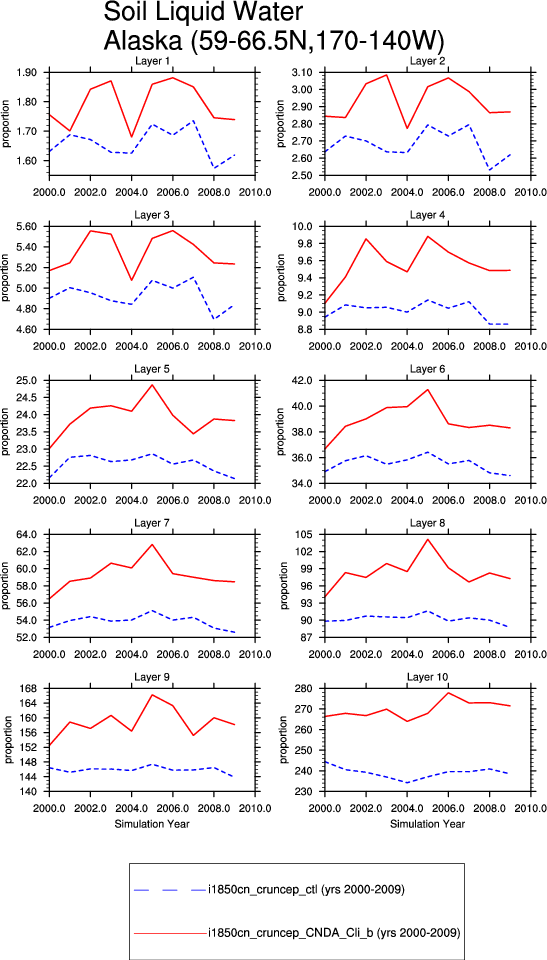 Soil Liquid Water
Alaska (59-66.5N,170-140W)
Layer 1
proportion
1.90
1.80
1.70
1.60
2000.0 2002.0 2004.0 2006.0 2008.0 2010.0
Layer 2
proportion
3.10
3.00
2.90
2.80
2.70
2.60
2.50
2000.0 2002.0 2004.0 2006.0 2008.0 2010.0
Layer 3
proportion
5.60
5.40
5.20
5.00
4.80
4.60
2000.0 2002.0 2004.0 2006.0 2008.0 2010.0
Layer 4
proportion
10.0
9.8
9.6
9.4
9.2
9.0
8.8
2000.0 2002.0 2004.0 2006.0 2008.0 2010.0
Layer 5
proportion
25.0
24.5
24.0
23.5
23.0
22.5
22.0
2000.0 2002.0 2004.0 2006.0 2008.0 2010.0
Layer 6
proportion
42.0
40.0
38.0
36.0
34.0
2000.0 2002.0 2004.0 2006.0 2008.0 2010.0
Layer 7
proportion
64.0
62.0
60.0
58.0
56.0
54.0
52.0
2000.0 2002.0 2004.0 2006.0 2008.0 2010.0
Layer 8
proportion
105
102
99
96
93
90
87
2000.0 2002.0 2004.0 2006.0 2008.0 2010.0
Layer 9
proportion
168
164
160
156
152
148
144
140
2000.0 2002.0 2004.0 2006.0 2008.0 2010.0
Simulation Year
Layer 10
proportion
280
270
260
250
240
230
2000.0 2002.0 2004.0 2006.0 2008.0 2010.0
Simulation Year
i1850cn_cruncep_ctl (yrs 2000-2009)
i1850cn_cruncep_CNDA_Cli_b (yrs 2000-2009)